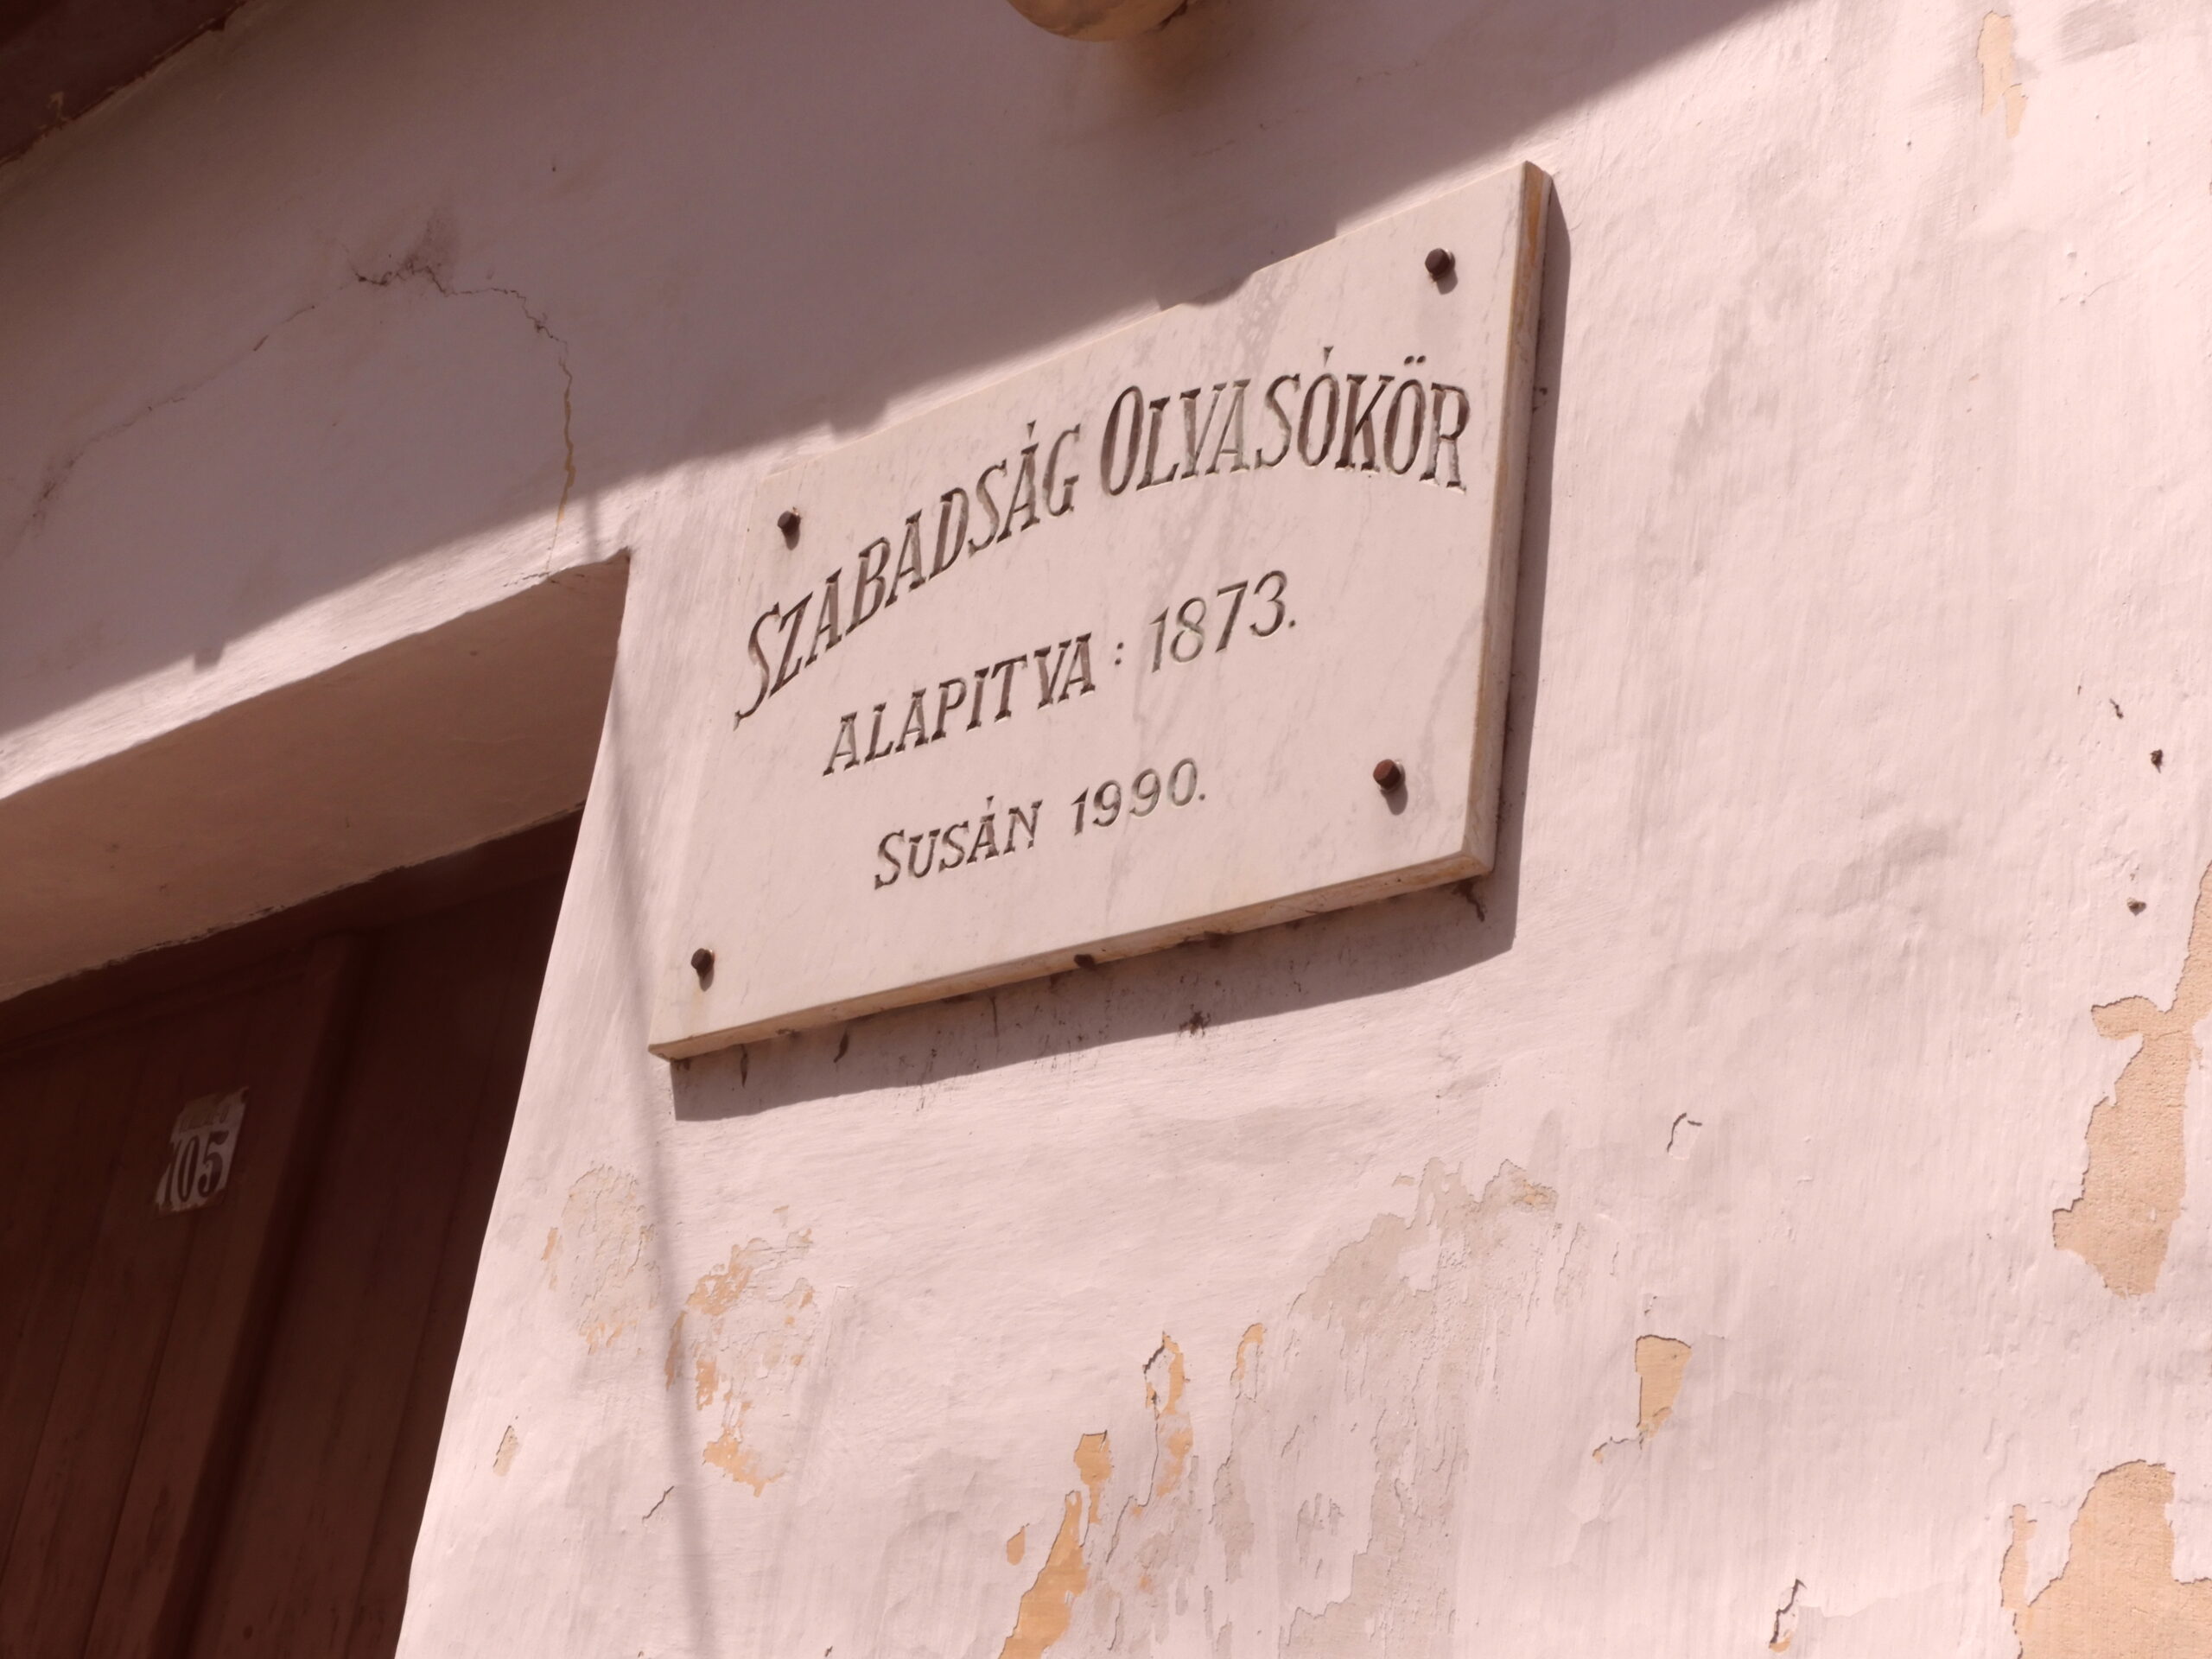 SZABADSÁG OLVASÓKÖR
ALAPITVA : 1873.
SUSÁN 1990.
105